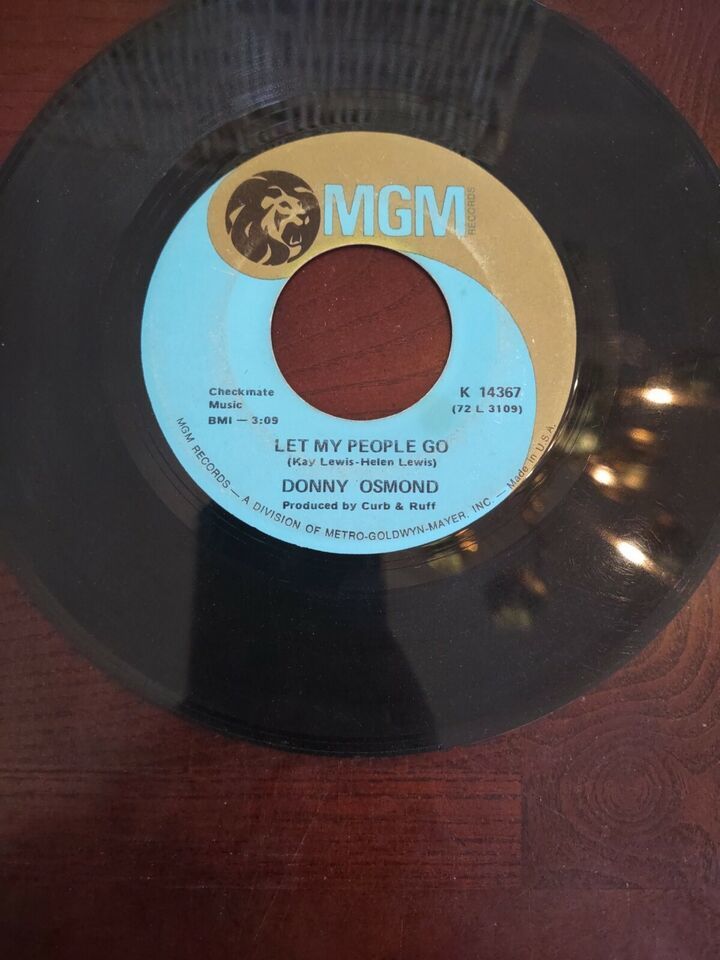 MGM
RECORDS
Checkmate
Music
BMI — 3:09
K 14367
(72 L 3109)
LET MY PEOPLE GO
(Kay Lewis-Helen Lewis)
DONNY OSMOND
Produced by Curb & Ruff
MGM RECORDS — A DIVISION OF METRO-GOLDWYN-MAYER, INC. — Made in U.S.A.